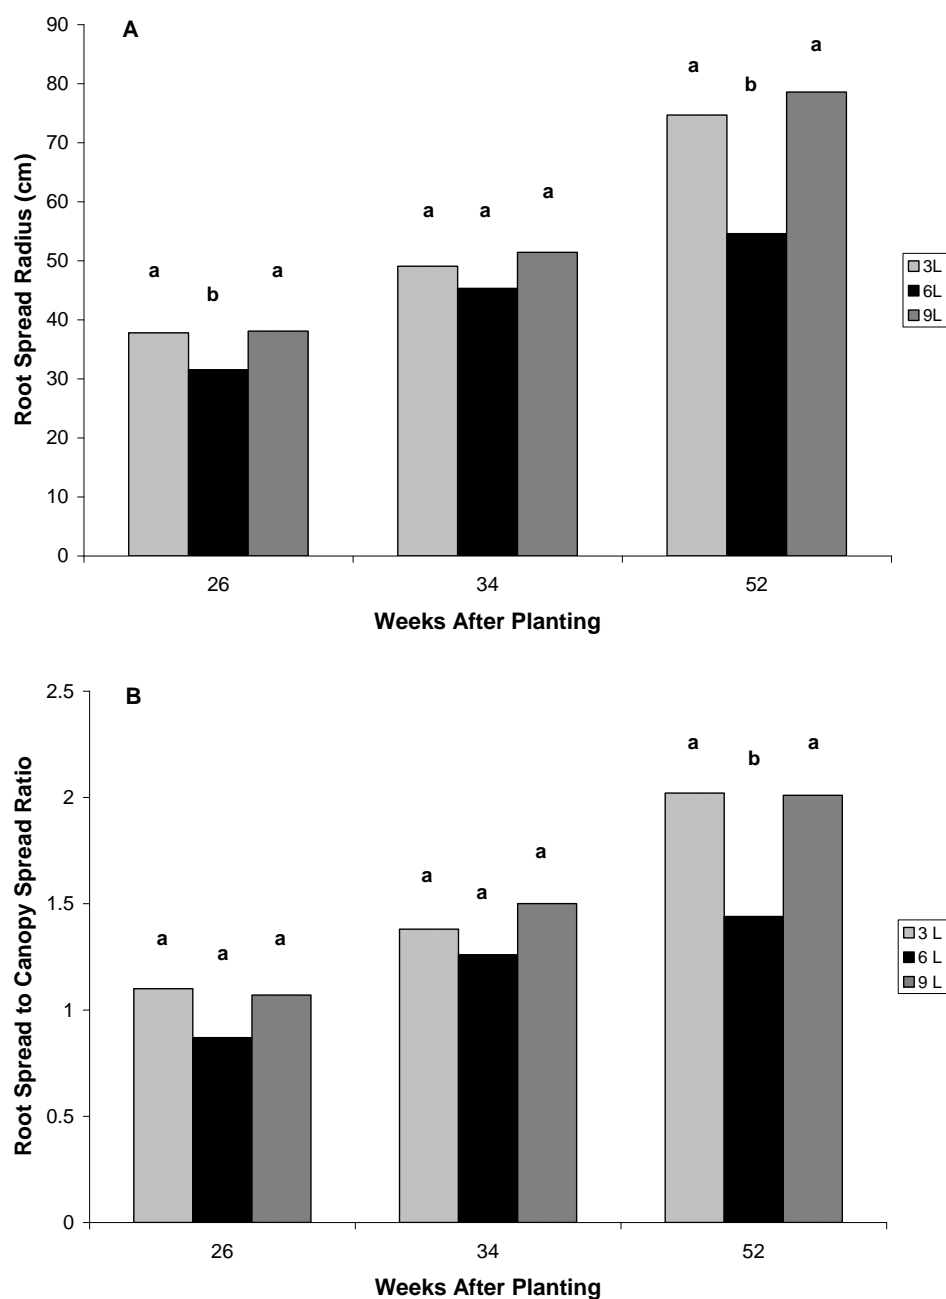 A
Root Spread Radius (cm)
90
80
70
60
50
40
30
20
10
0
a b a
a a a
a b a
26 34 52
Weeks After Planting
3L
6L
9L
B
Root Spread to Canopy Spread Ratio
2.5
2
1.5
1
0.5
0
a a a
a a a
a b a
26 34 52
Weeks After Planting
3 L
6 L
9 L